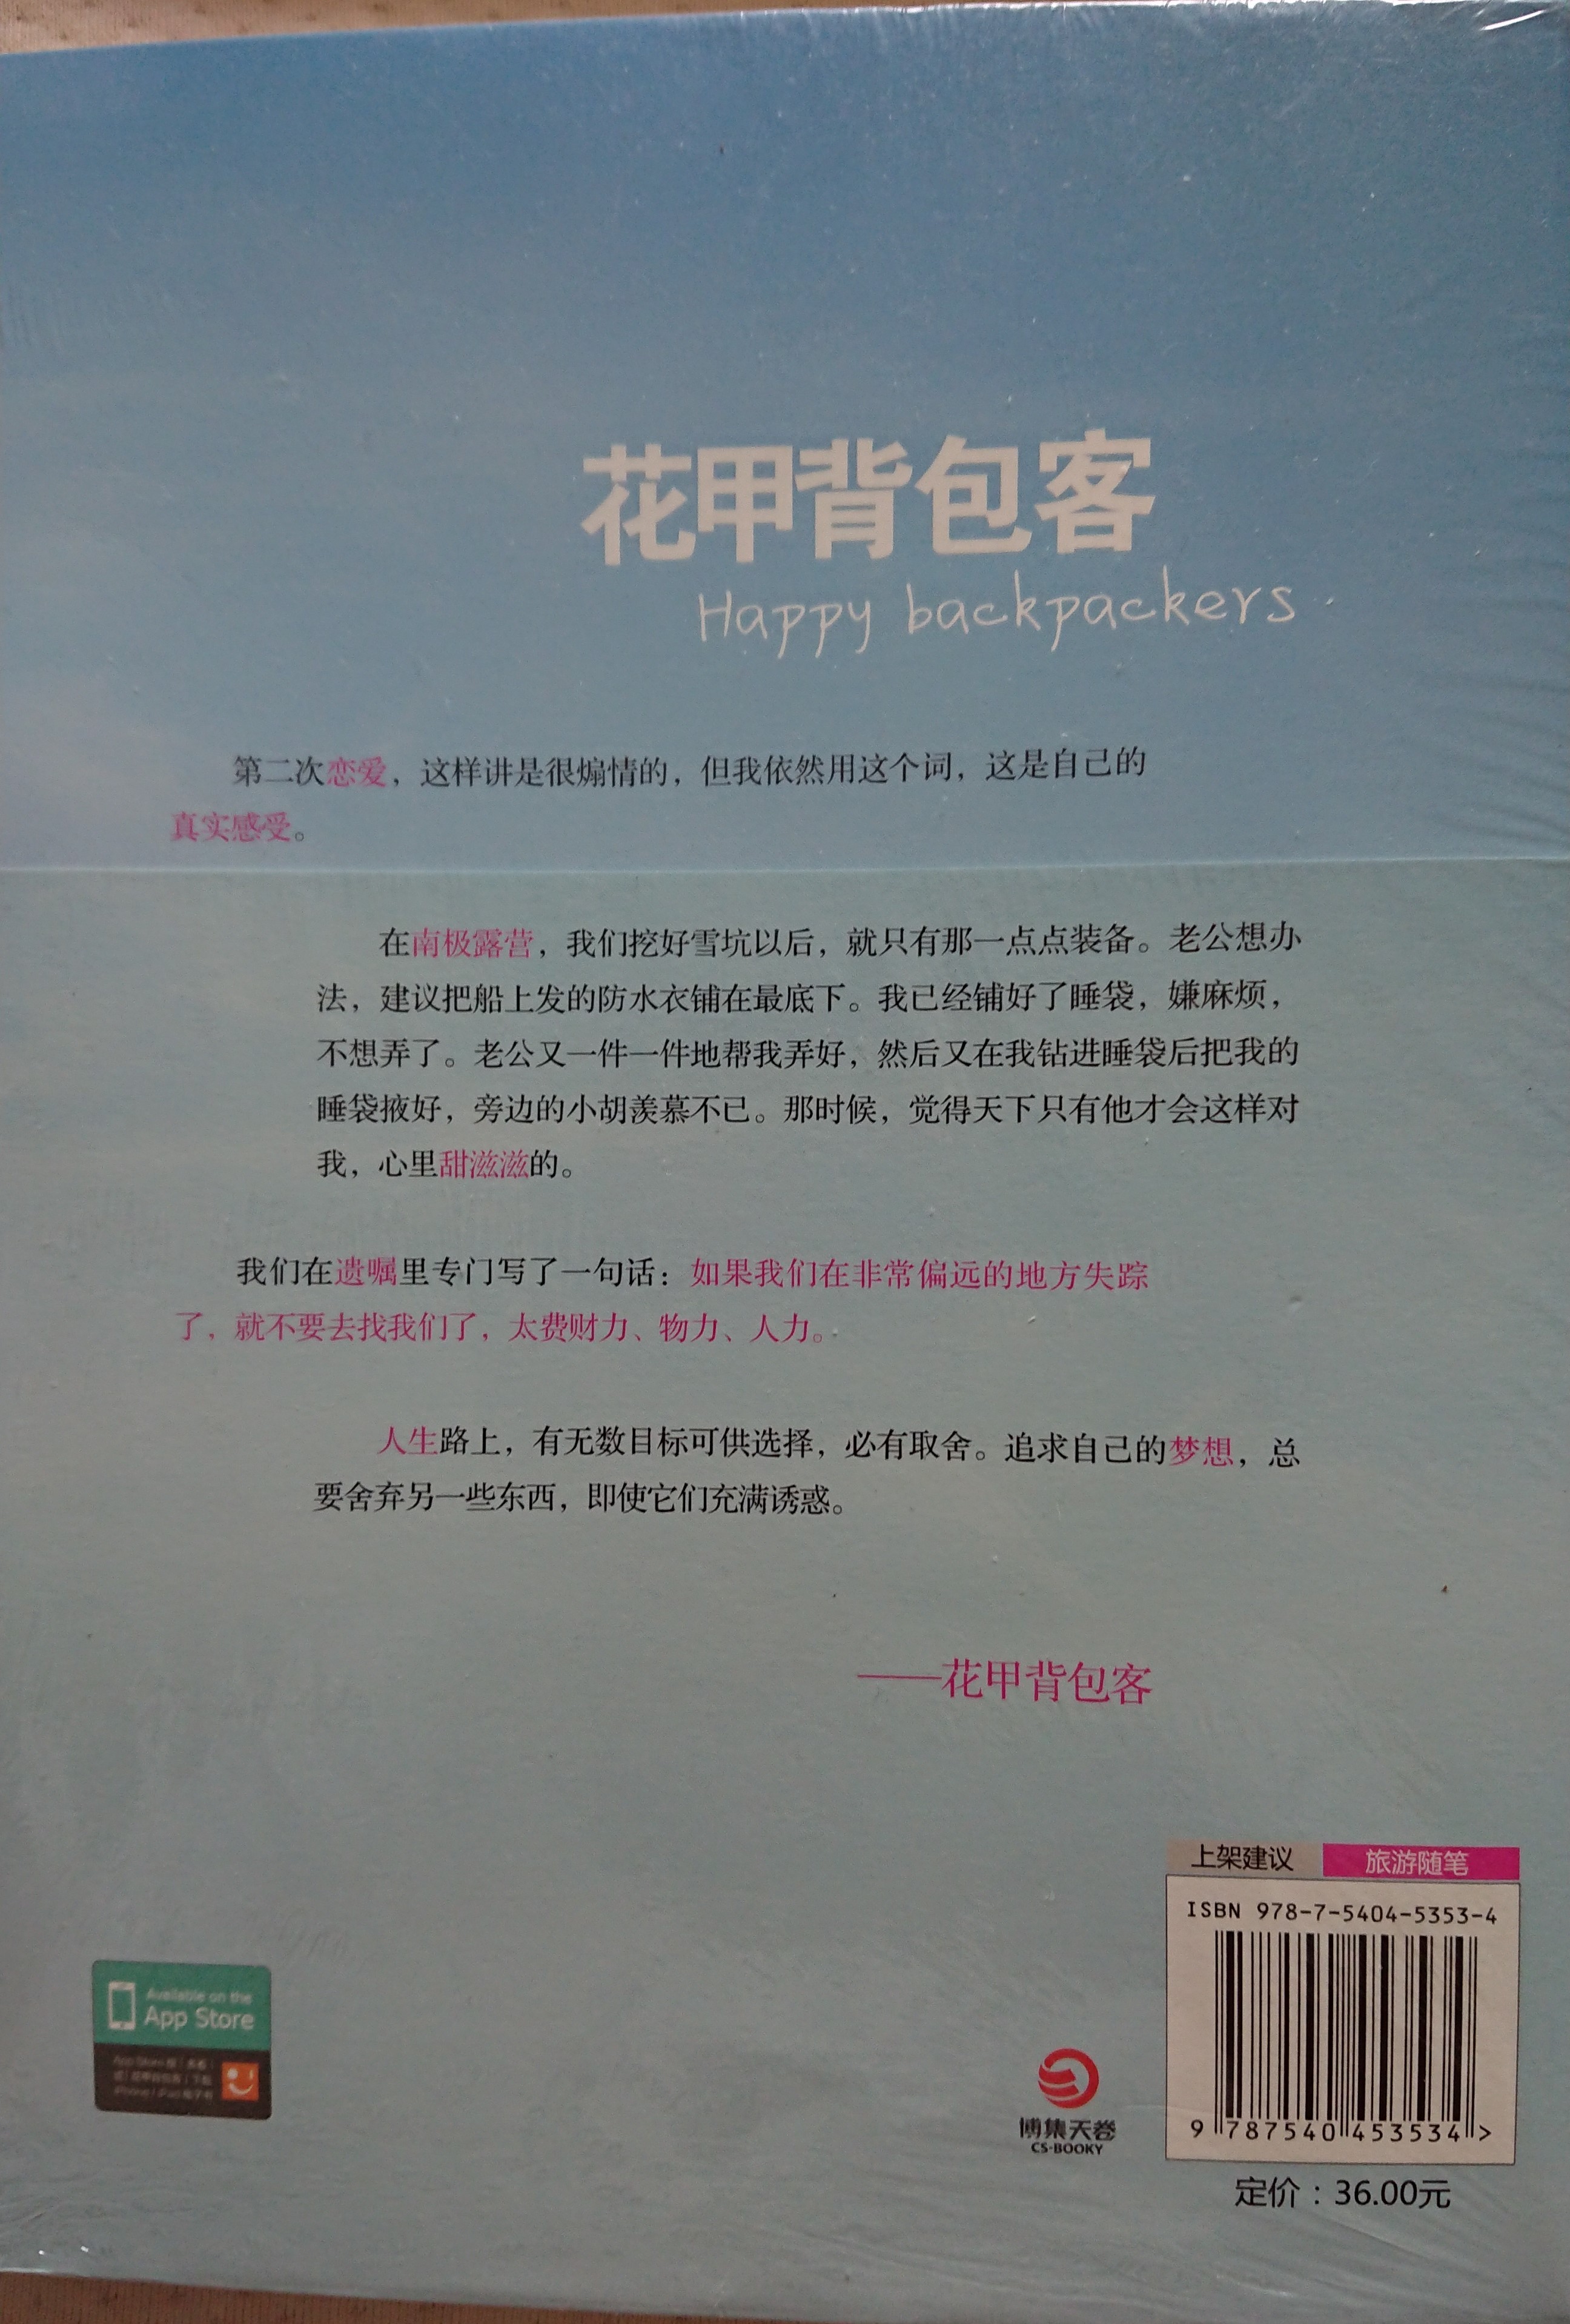 花甲背包客
Happy backpackers
第二次恋爱，这样讲是很煽情的，但我依然用这个词，这是自己的
真实感受。
在南极露营，我们挖好雪坑以后，就只有那一点点装备。老公想办
法，建议把船上发的防水衣铺在最底下。我已经铺好了睡袋，嫌麻烦，
不想弄了。老公又一件一件地帮我弄好，然后又在我钻进睡袋后把我的
睡袋掖好，旁边的小胡羡慕不已。那时候，觉得天下只有他才会这样对
我，心里甜滋滋的。
我们在遗嘱里专门写了一句话：如果我们在非常偏远的地方失踪
了，就不要去找我们了，太费财力、物力、人力。
人生路上，有无数目标可供选择，必有取舍。追求自己的梦想，总
要舍弃另一些东西，即使它们充满诱惑。
——花甲背包客
上架建议 旅游随笔
ISBN 978-7-5404-5353-4
9 787540 453534 >
定价：36.00元
博集天卷
CS-BOOKY
Available on the
App Store